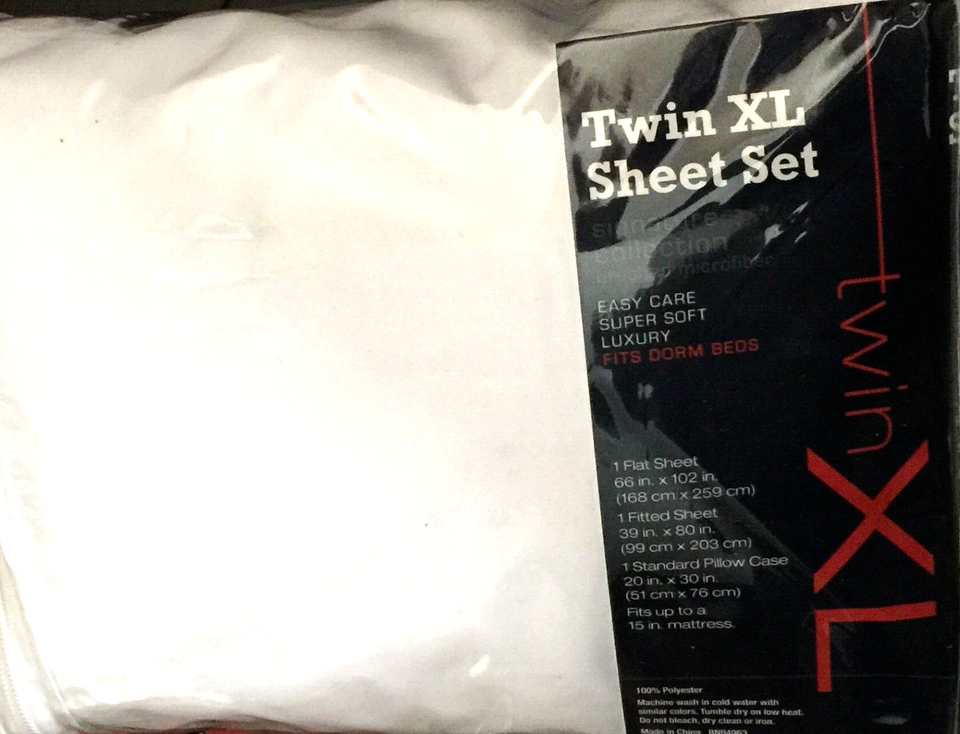 Twin XL
Sheet Set
signature
collection
brushed microfiber
EASY CARE
SUPER SOFT
LUXURY
FITS DORM BEDS
1 Flat Sheet
66 in. x 102 in.
(168 cm x 259 cm)
1 Fitted Sheet
39 in. x 80 in.
(99 cm x 203 cm)
1 Standard Pillow Case
20 in. x 30 in.
(51 cm x 76 cm)
Fits up to a
15 in. mattress.
100% Polyester
Machine wash in cold water with
similar colors. Tumble dry on low heat.
Do not bleach, dry clean or iron.
Made in China
twin
XL